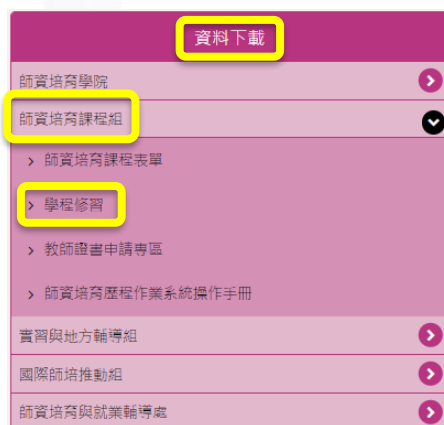 資料下載
師資培育學院
師資培育課程組
師資培育課程表單
學程修習
教師證書申請專區
師資培育歷程作業系統操作手冊
實習與地方輔導組
國際師培推動組
師資培育與就業輔導處